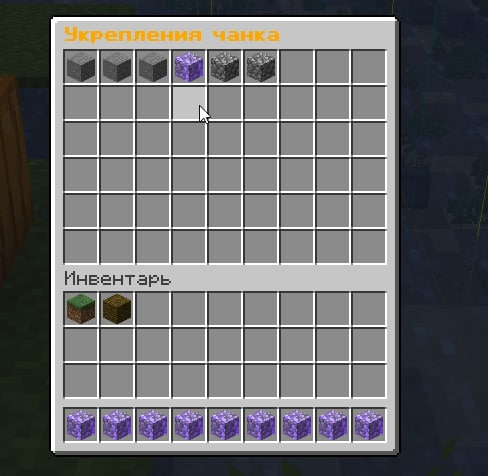 Укрепления чанка
Инвентарь